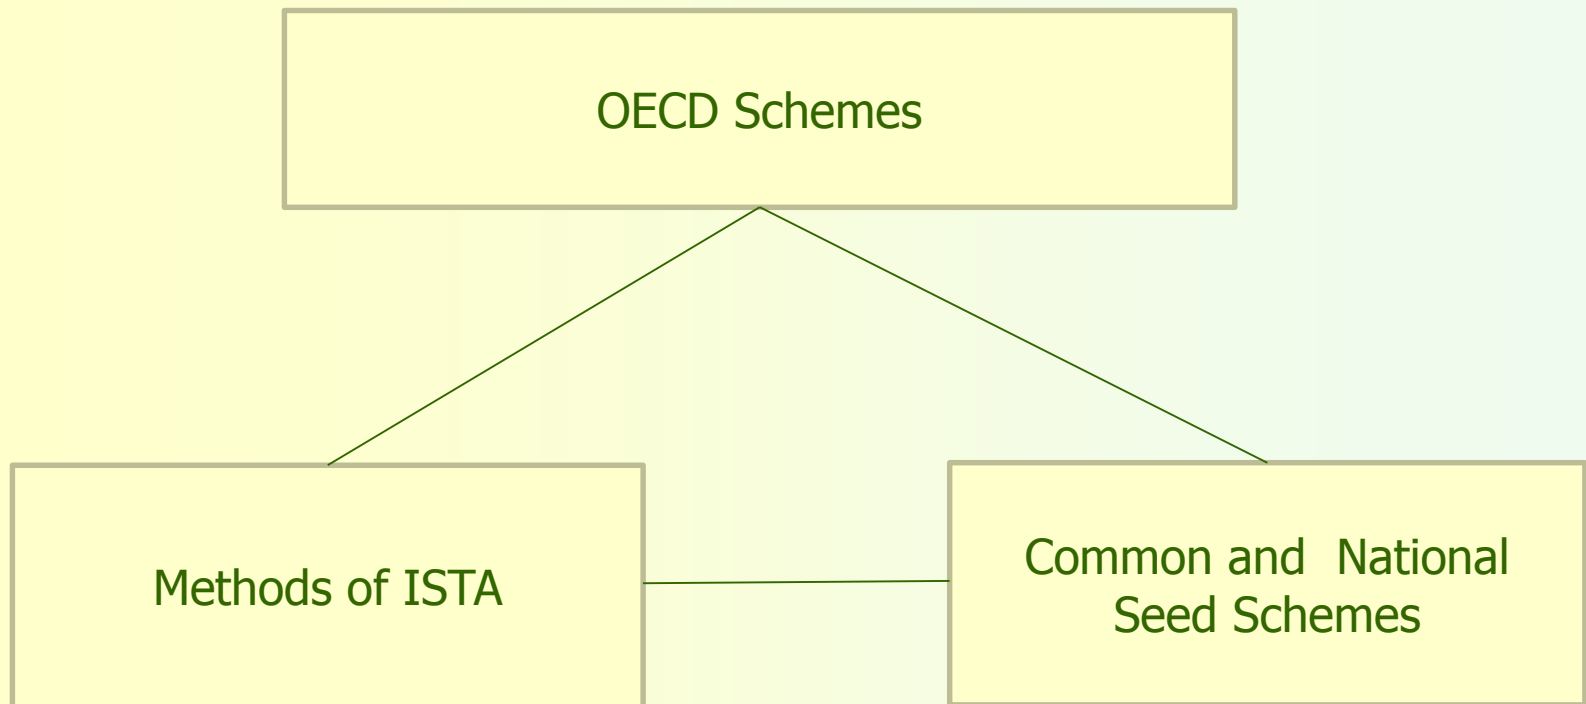 OECD Schemes
Methods of ISTA
Common and  National
Seed Schemes